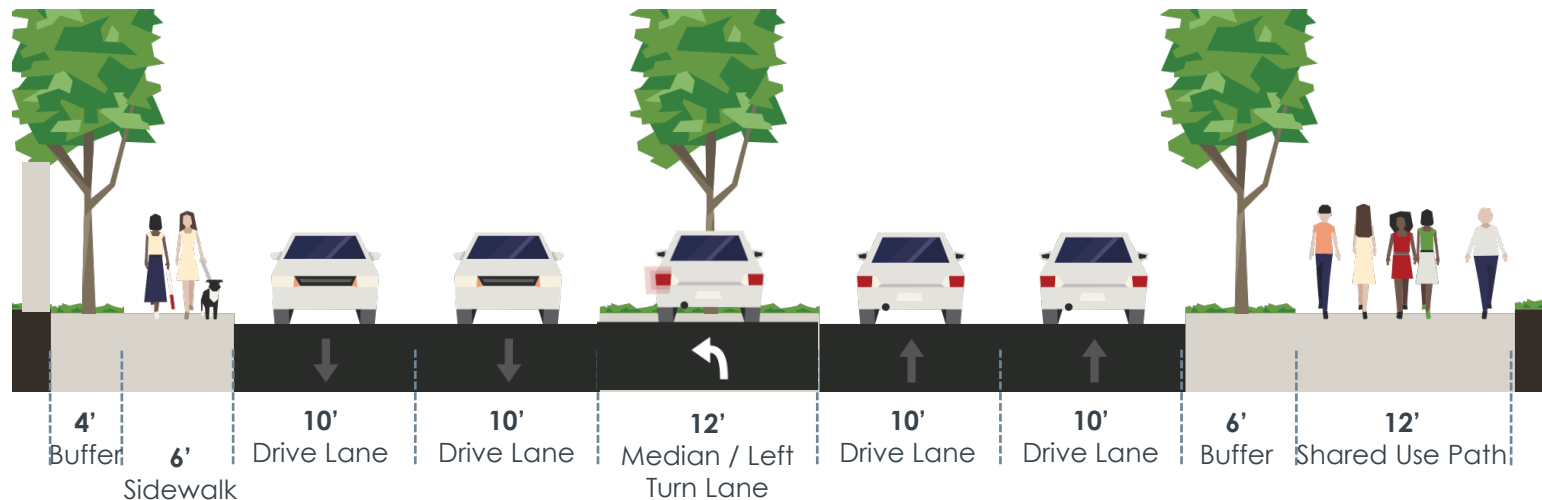 4’
Buffer
6’
Sidewalk
10’
Drive Lane
10’
Drive Lane
12’
Median / Left
Turn Lane
10’
Drive Lane
10’
Drive Lane
6’
Buffer
12’
Shared Use Path